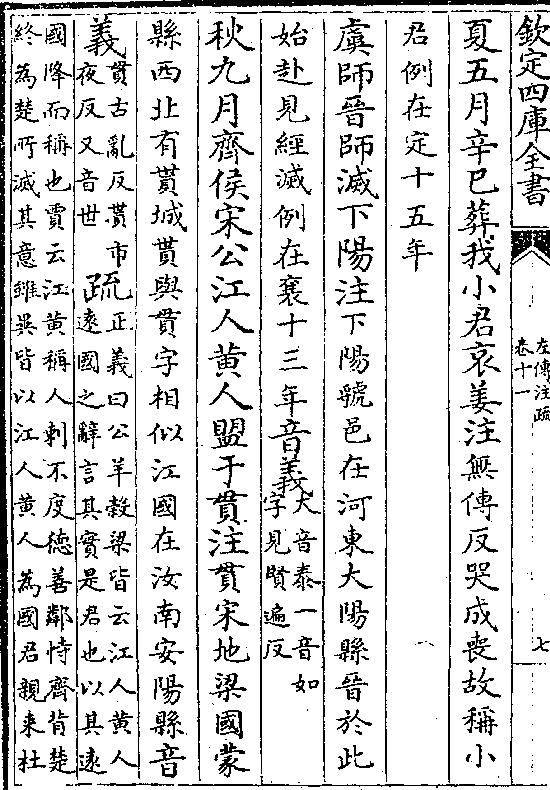 欽定四庫全書
左傳注疏
卷十一
七
夏五月辛巳葬我小君哀姜注無傳反哭成喪故稱小
君例在定十五年
虞師晉師滅下陽注下陽虢邑在河東大陽縣晉於此
始赴見經滅例在襄十三年音義大音泰一音如
字見賢遍反
秋九月齊侯宋公江人黄人盟于貫注貫宋地梁國蒙
縣西北有貰城貰與貫字相似江國在汝南安陽縣音
義貫古亂反貰市
夜反又音世
疏正義曰公羊穀梁皆云江人黄人
遠國之辭言其實是君也以其遠
國降而稱也賈云江黄稱人刺不度德善鄰恃齊背楚
終為楚所滅其意雖異皆以江人黄人為國君親來杜